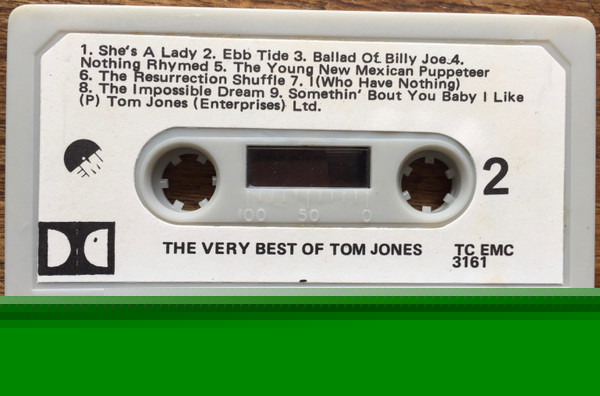 1. She's A Lady 2. Ebb Tide 3. Ballad Of Billy Joe.4.
Nothing Rhymed 5. The Young New Mexican Puppeteer
6. The Resurrection Shuffle 7. I(Who Have Nothing)
8. The Impossible Dream 9. Somethin' Bout You Baby I Like
(P) Tom Jones (Enterprises) Ltd.
2
100 50 0
THE VERY BEST OF TOM JONES TC EMC
3161